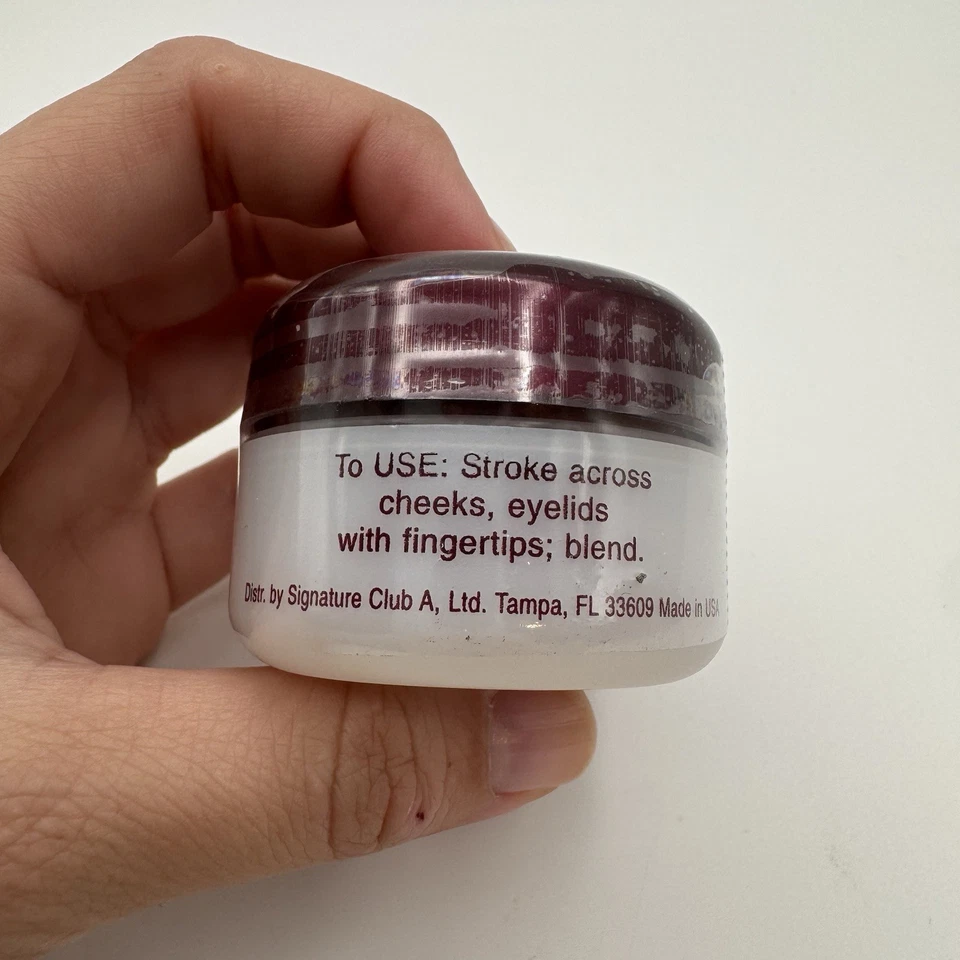 To USE: Stroke across
cheeks, eyelids
with fingertips; blend.
Distr. by Signature Club A, Ltd. Tampa, FL 33609 Made in USA